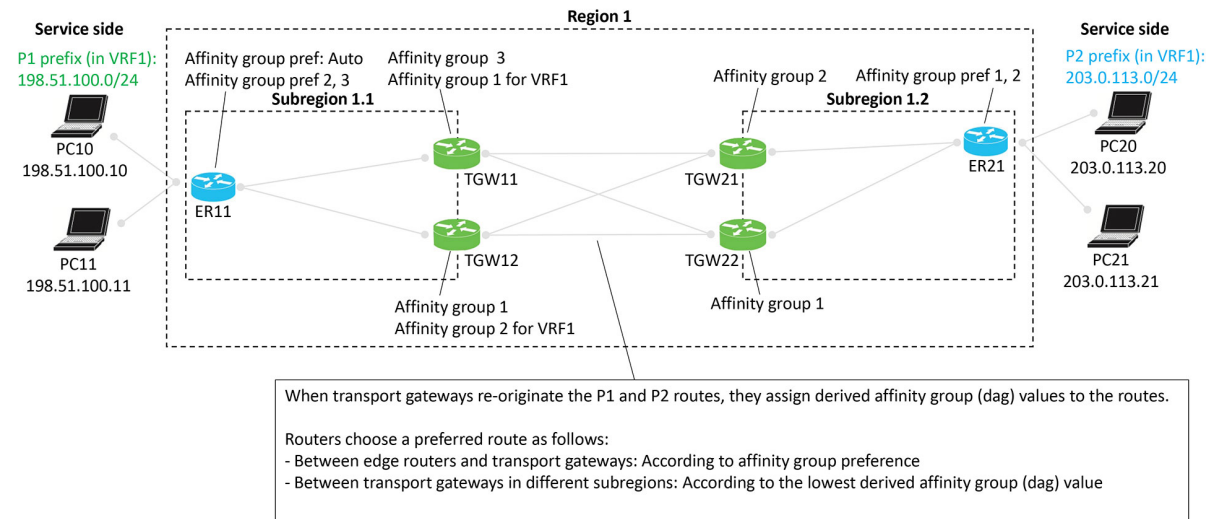 Region 1
Service side
P1 prefix (in VRF1):
198.51.100.0/24
PC10
198.51.100.10
PC11
198.51.100.11
Affinity group pref: Auto
Affinity group pref 2, 3
Subregion 1.1
ER11
Affinity group  3
Affinity group 1 for VRF1
TGW11
TGW12
Affinity group 1
Affinity group 2 for VRF1
Affinity group 2
TGW21
TGW22
Affinity group 1
Affinity group pref 1, 2
Subregion 1.2
ER21
Service side
P2 prefix (in VRF1):
203.0.113.0/24
PC20
203.0.113.20
PC21
203.0.113.21
When transport gateways re-originate the P1 and P2 routes, they assign derived affinity group (dag) values to the routes.
Routers choose a preferred route as follows:
- Between edge routers and transport gateways: According to affinity group preference
- Between transport gateways in different subregions: According to the lowest derived affinity group (dag) value